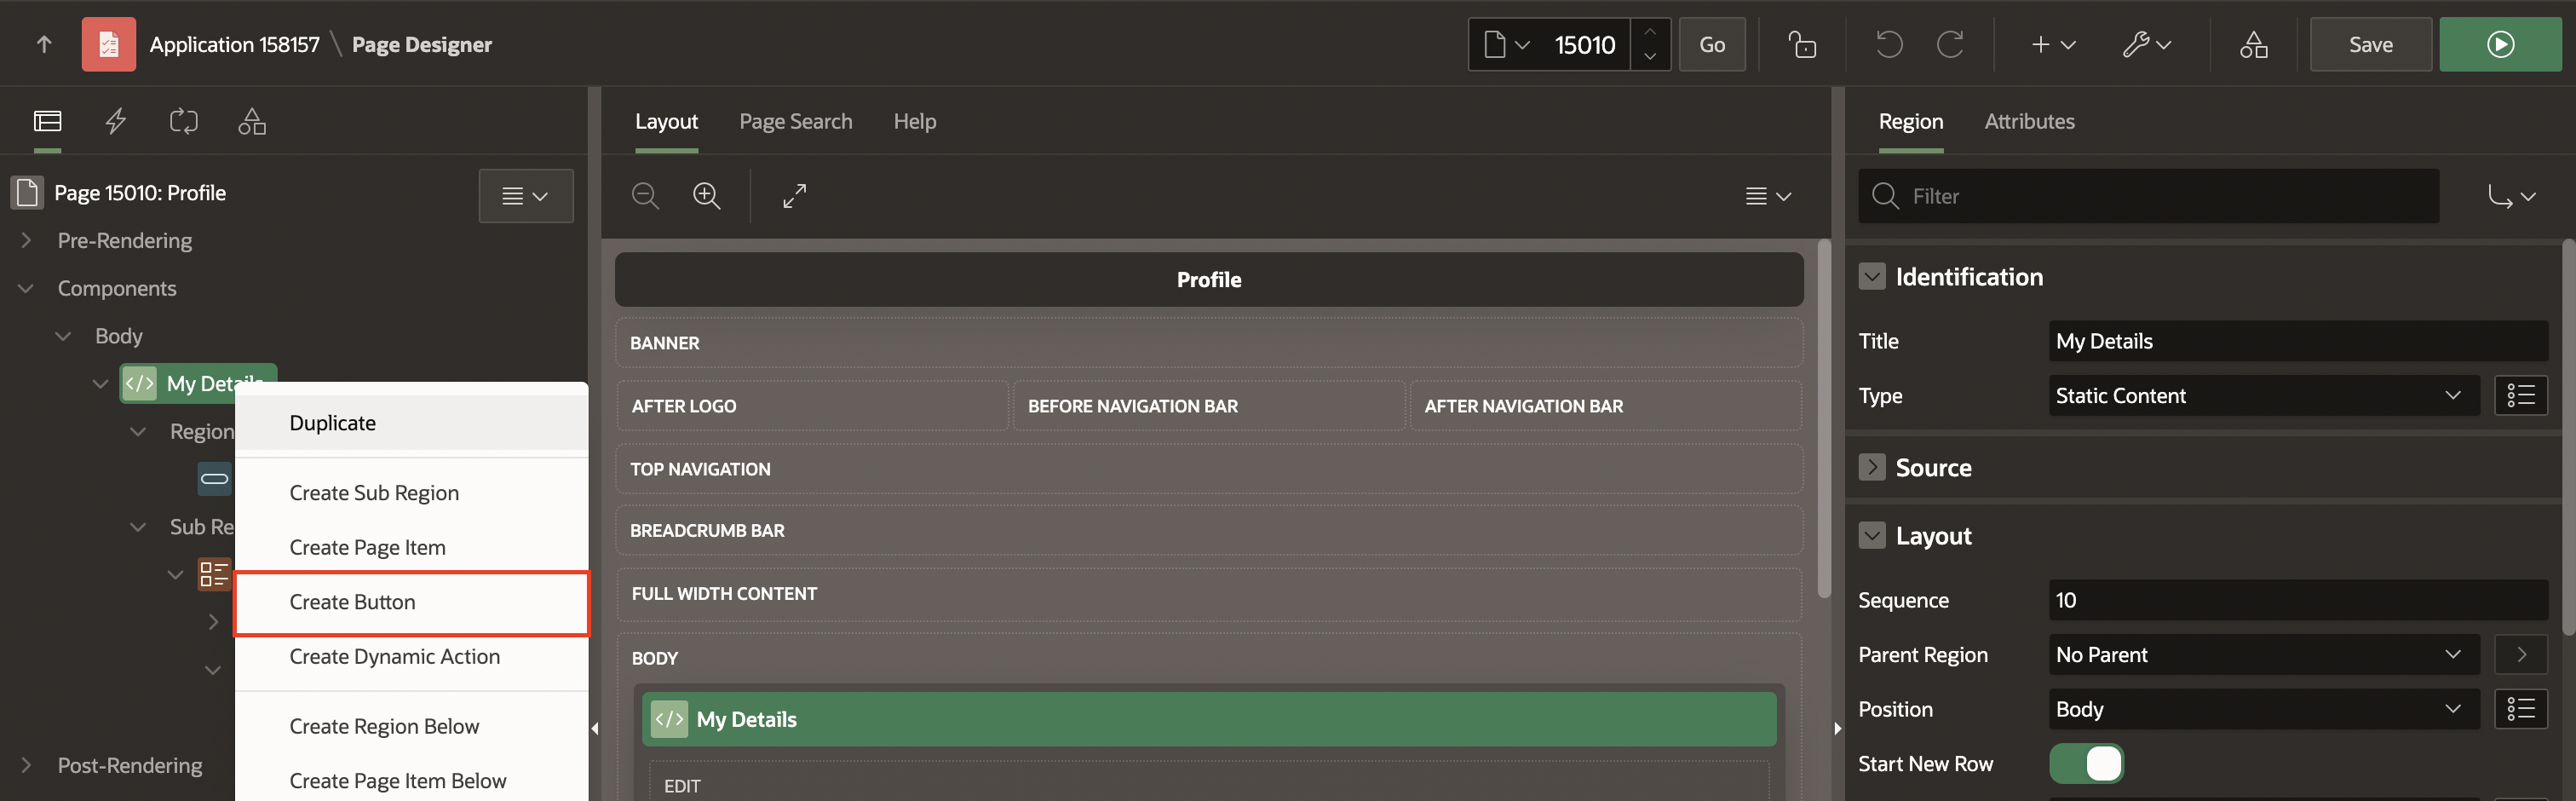 Application 158157 \ Page Designer
15010
Go
Save
Layout
Page Search
Help
Region
Attributes
Page 15010: Profile
Pre-Rendering
Components
Body
My Details
Region
Sub Re
Post-Rendering
Duplicate
Create Sub Region
Create Page Item
Create Button
Create Dynamic Action
Create Region Below
Create Page Item Below
Profile
BANNER
AFTER LOGO
BEFORE NAVIGATION BAR
AFTER NAVIGATION BAR
TOP NAVIGATION
BREADCRUMB BAR
FULL WIDTH CONTENT
BODY
</> My Details
EDIT
Filter
Identification
Title
My Details
Type
Static Content
Source
Layout
Sequence
10
Parent Region
No Parent
Position
Body
Start New Row